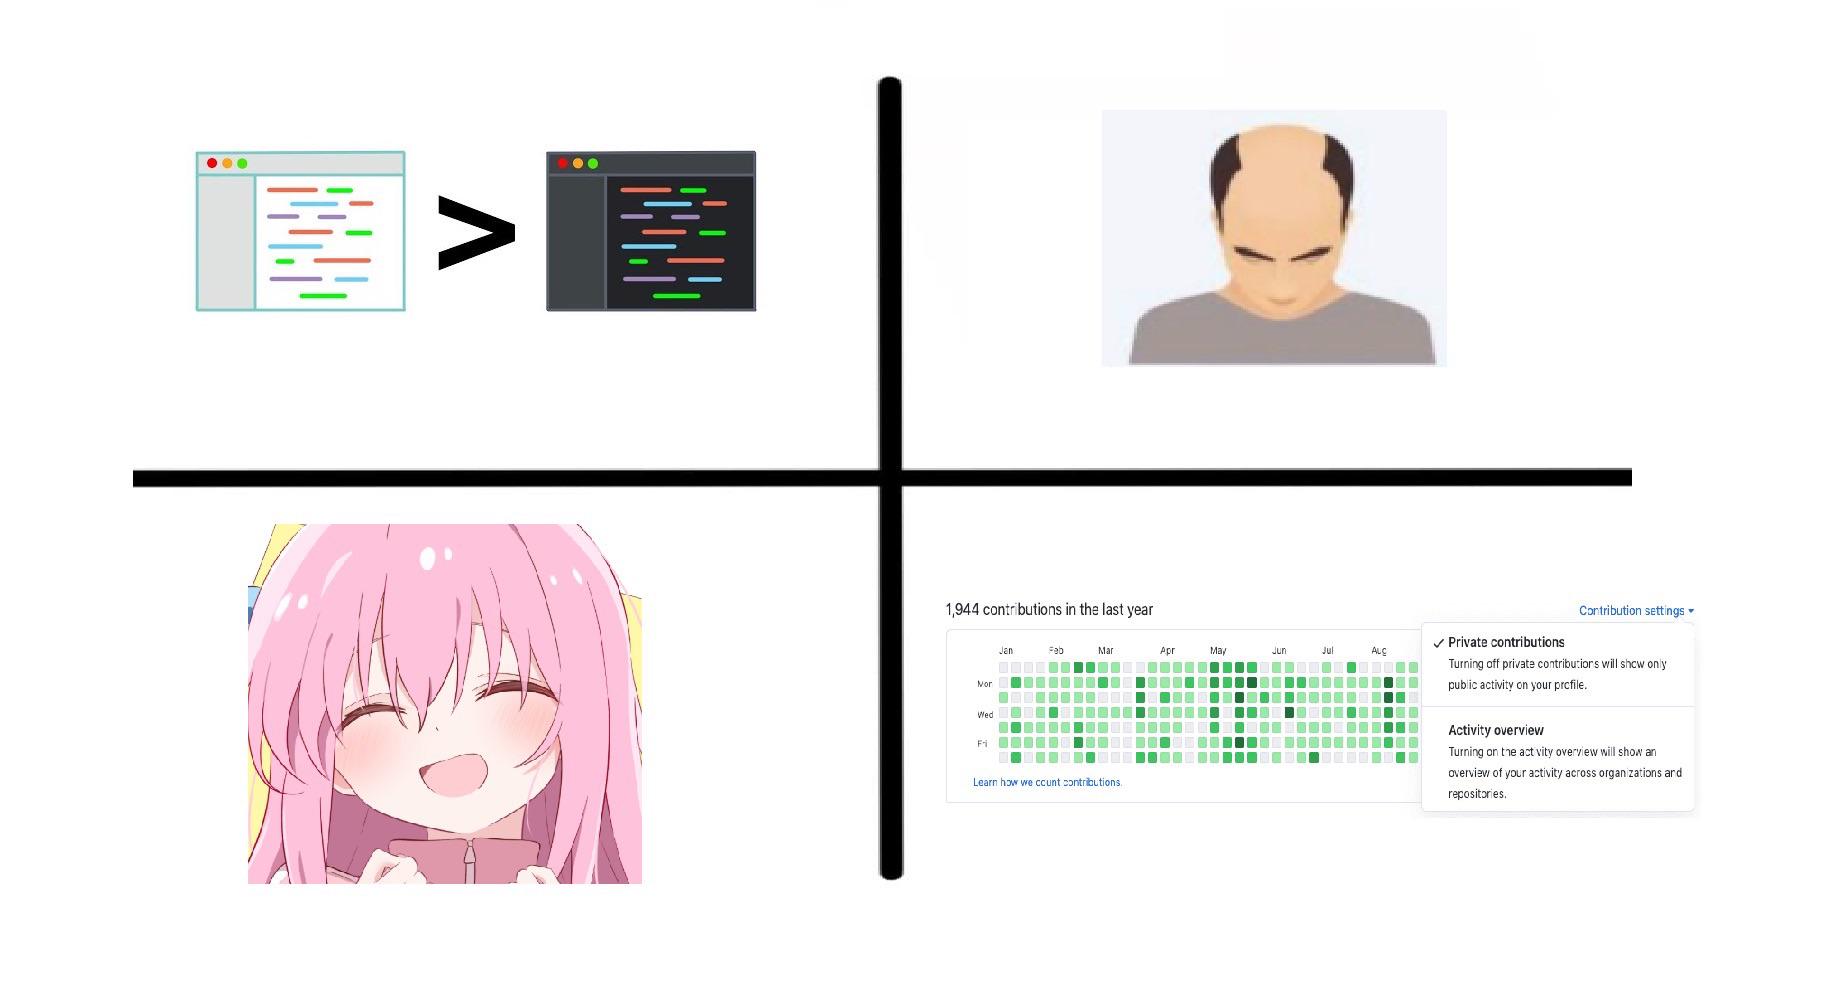 >
1,944 contributions in the last year
Contribution settings
Jan Feb Mar Apr May Jun Jul Aug
Mon
Wed
Fri
Learn how we count contributions.
✓ Private contributions
Turning off private contributions will show only
public activity on your profile.
Activity overview
Turning on the activity overview will show an
overview of your activity across organizations and
repositories.